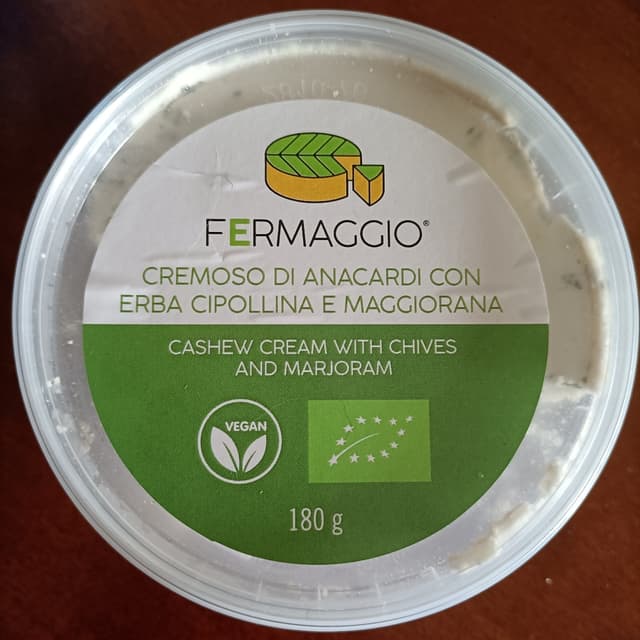 FERMAGGIO®
CREMOSO DI ANACARDI CON
ERBA CIPOLLINA E MAGGIORANA
CASHEW CREAM WITH CHIVES
AND MARJORAM
VEGAN
180 g